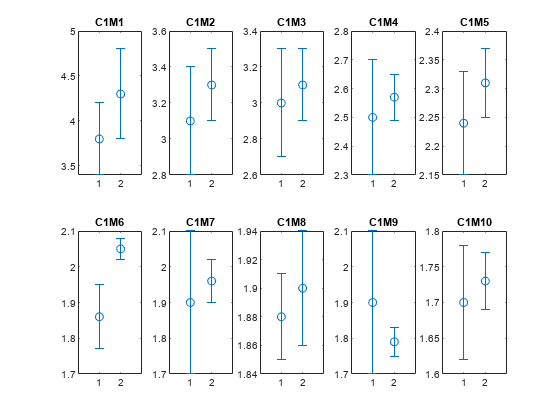 C1M1 C1M2 C1M3 C1M4 C1M5
5 3.6 3.4 2.8 2.4
2.35
4.5 3.4 3.2 2.7
2.3
4 3.2 3 2.6 2.25
2.5
3 2.8 2.4 2.2
3.5
2.8 2.6 2.3 2.15
1 2 1 2 1 2 1 2 1 2
C1M6 C1M7 C1M8 C1M9 C1M10
2.1 2.1 1.94 2.1 1.8
1.92
2 2 2 1.75
1.9
1.9 1.9 1.9 1.7
1.88
1.8 1.8 1.86 1.8 1.65
1.7 1.7 1.84 1.7 1.6
1 2 1 2 1 2 1 2 1 2